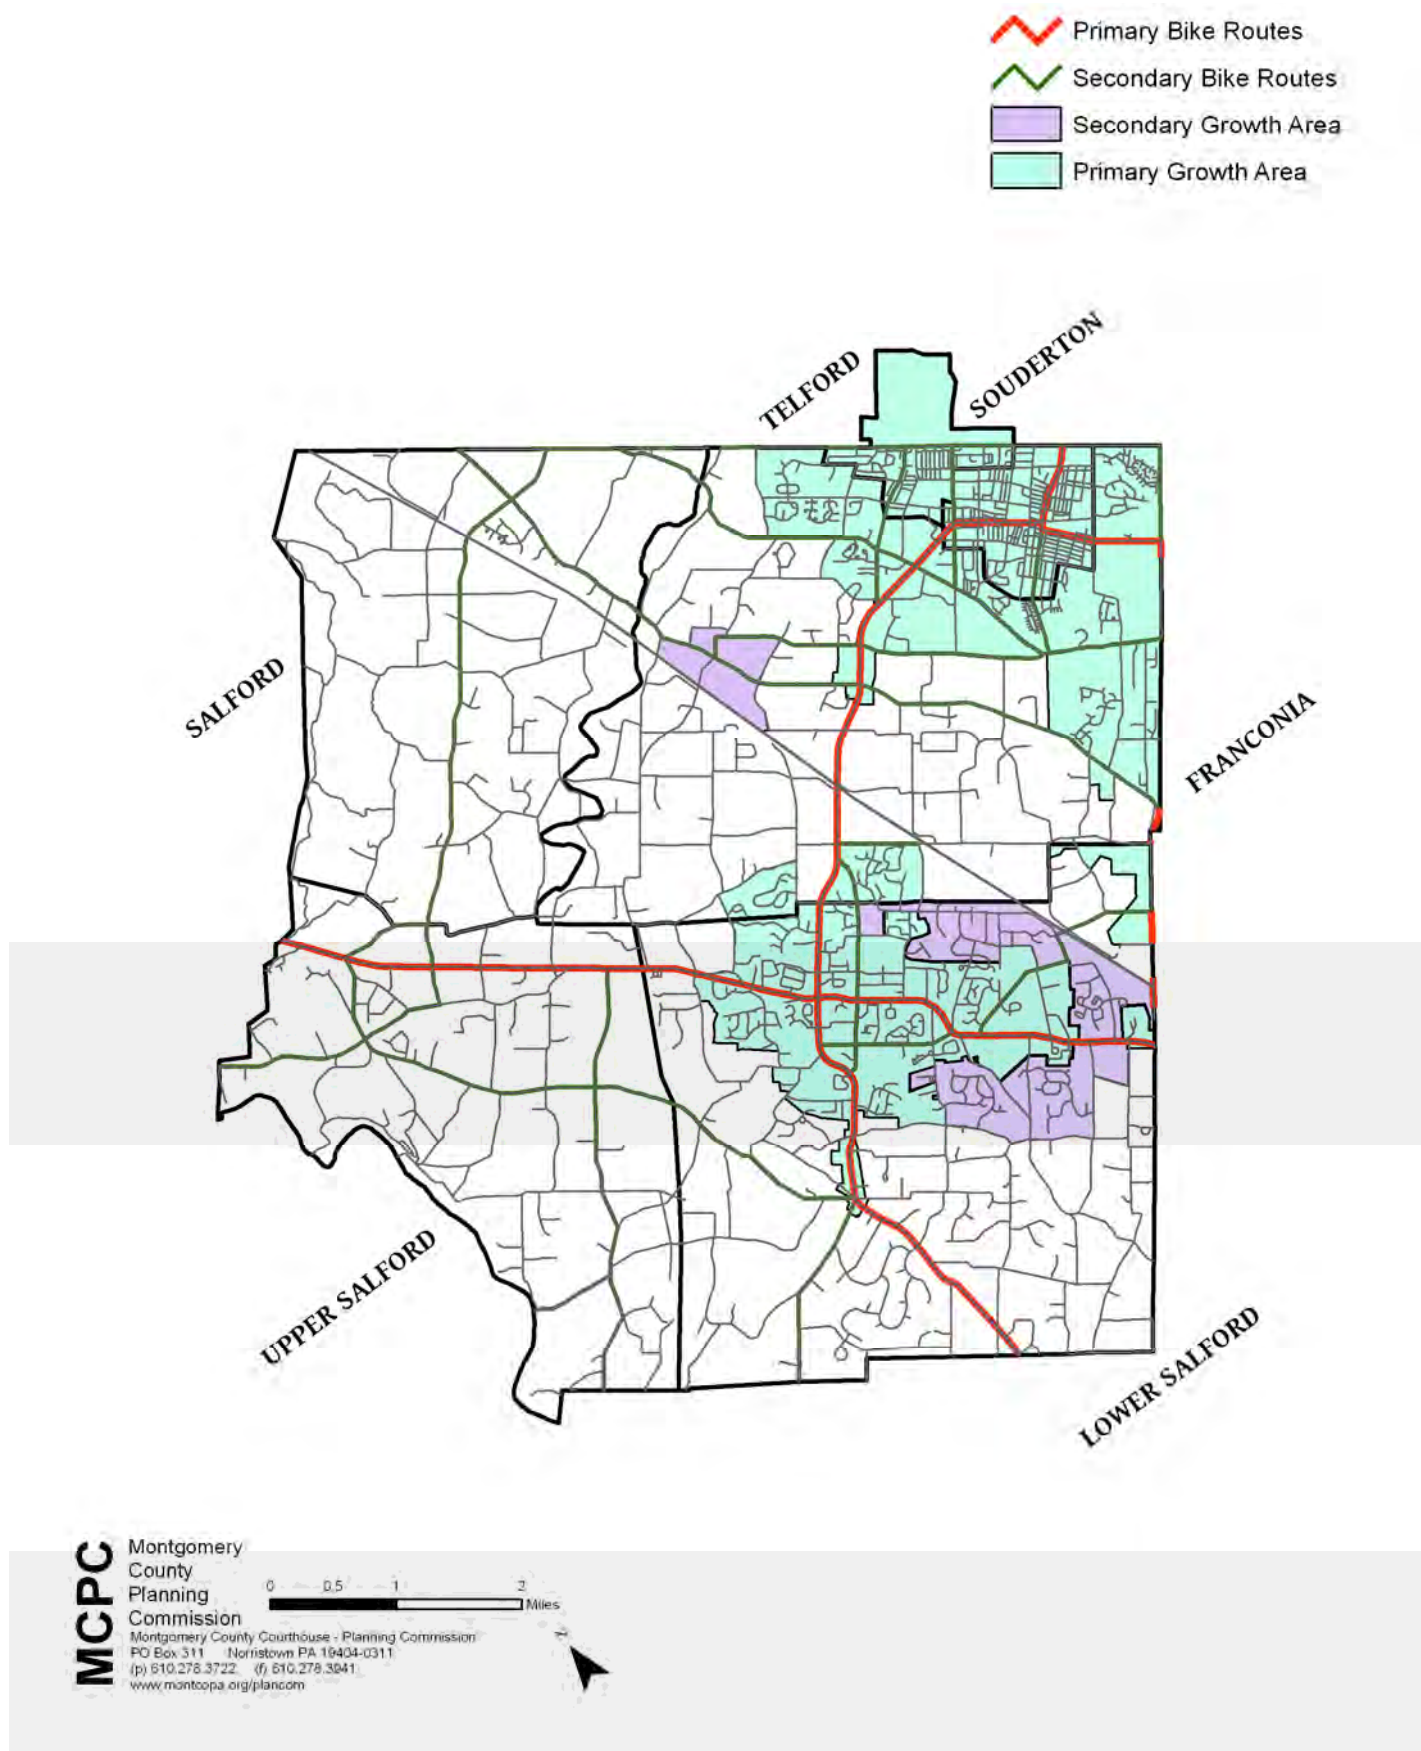 Primary Bike Routes
Secondary Bike Routes
Secondary Growth Area
Primary Growth Area
TELFORD
SOUDERTON
SALFORD
FRANCONIA
UPPER SALFORD
LOWER SALFORD
MCPC
Montgomery
County
Planning
Commission
0 0.5 1 2
Miles
Montgomery County Courthouse - Planning Commission
PO Box 311 Norristown PA 19404-0311
(p) 610.278.3722 (f) 610.278.3941
www.montcopa.org/plancom
N